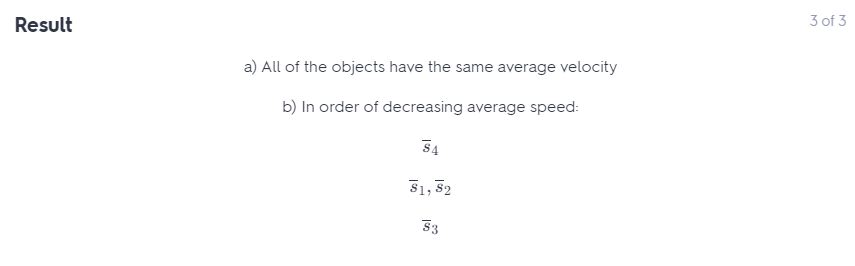 Result
3 of 3
a) All of the objects have the same average velocity
b) In order of decreasing average speed:
s̅₄
s̅₁, s̅₂
s̅₃